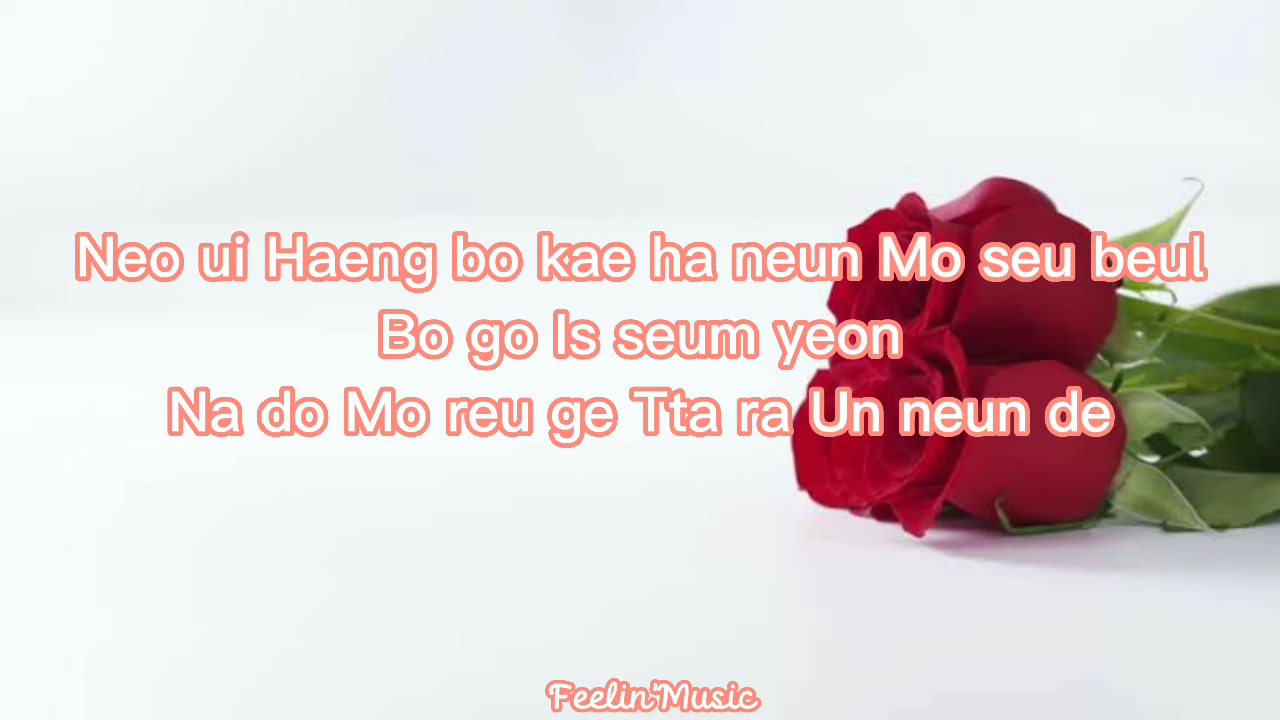 Neo ui Haeng bo kae ha neun Mo seu beul
Bo go Is seum yeon
Na do Mo reu ge Tta ra Un neun de
Feelin'Music